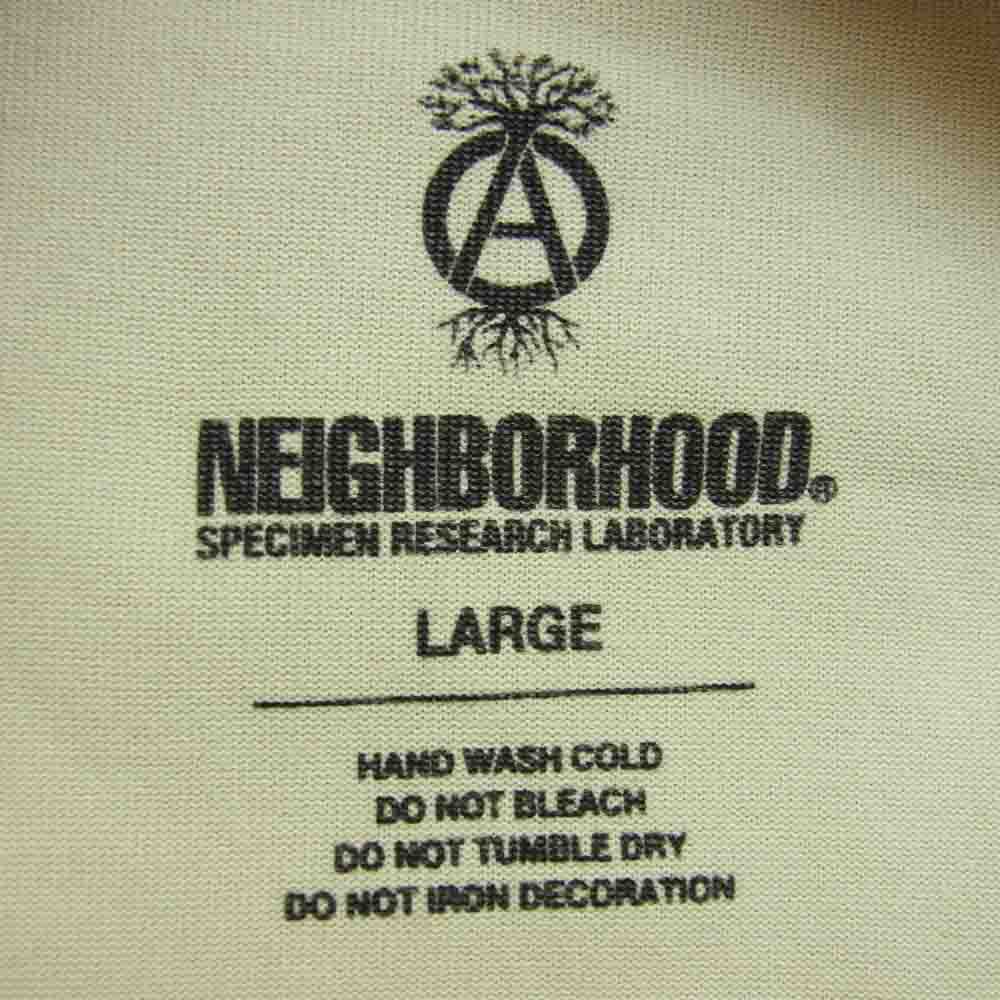 A
NEIGHBORHOOD®
SPECIMEN RESEARCH LABORATORY
LARGE
HAND WASH COLD
DO NOT BLEACH
DO NOT TUMBLE DRY
DO NOT IRON DECORATION